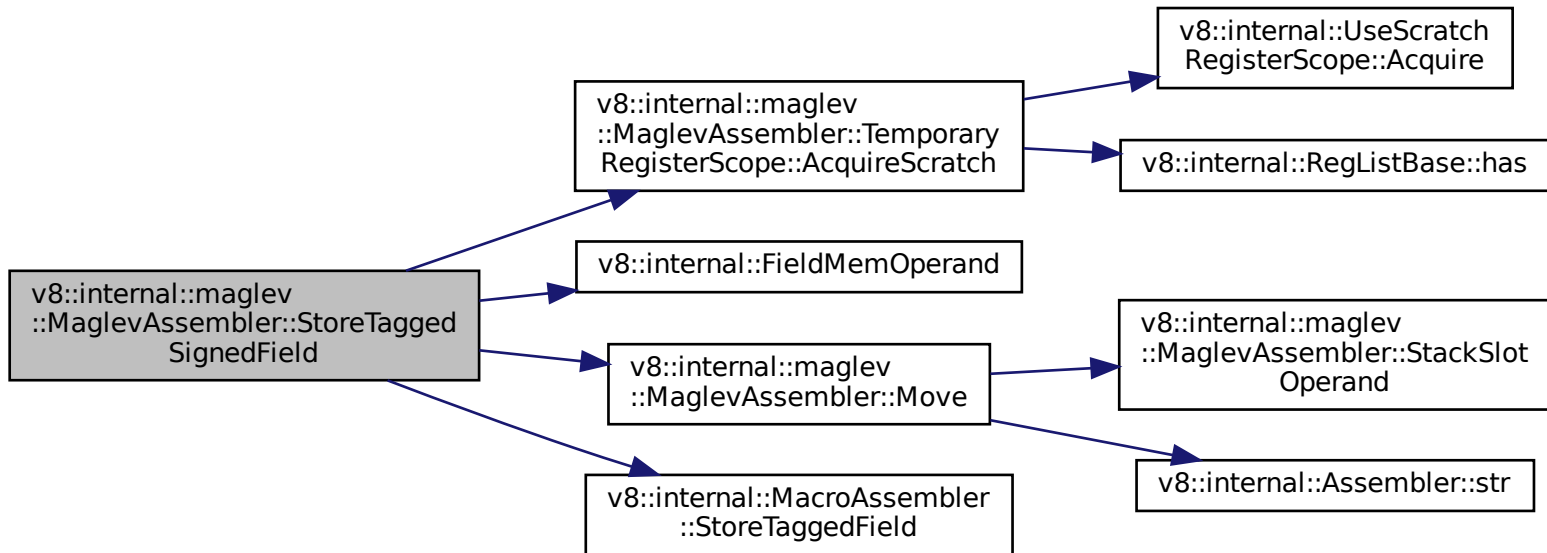 v8::internal::UseScratch
RegisterScope::Acquire
v8::internal::maglev
::MaglevAssembler::Temporary
RegisterScope::AcquireScratch
v8::internal::RegListBase::has
v8::internal::FieldMemOperand
v8::internal::maglev
::MaglevAssembler::StoreTagged
SignedField
v8::internal::maglev
::MaglevAssembler::StackSlot
Operand
v8::internal::maglev
::MaglevAssembler::Move
v8::internal::Assembler::str
v8::internal::MacroAssembler
::StoreTaggedField